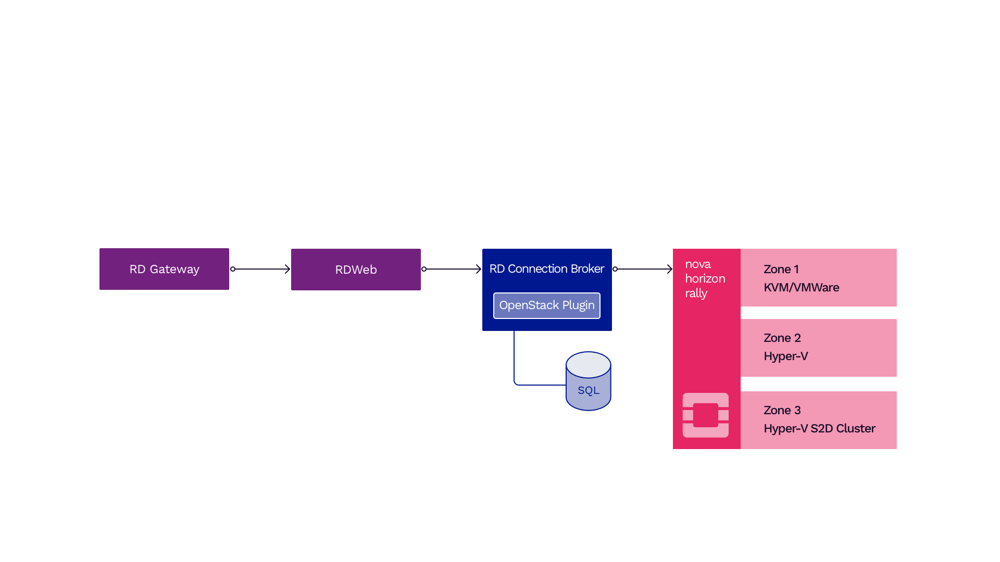 RD Gateway
RDWeb
RD Connection Broker
OpenStack Plugin
SQL
nova
horizon
rally
Zone 1
KVM/VMWare
Zone 2
Hyper-V
Zone 3
Hyper-V S2D Cluster